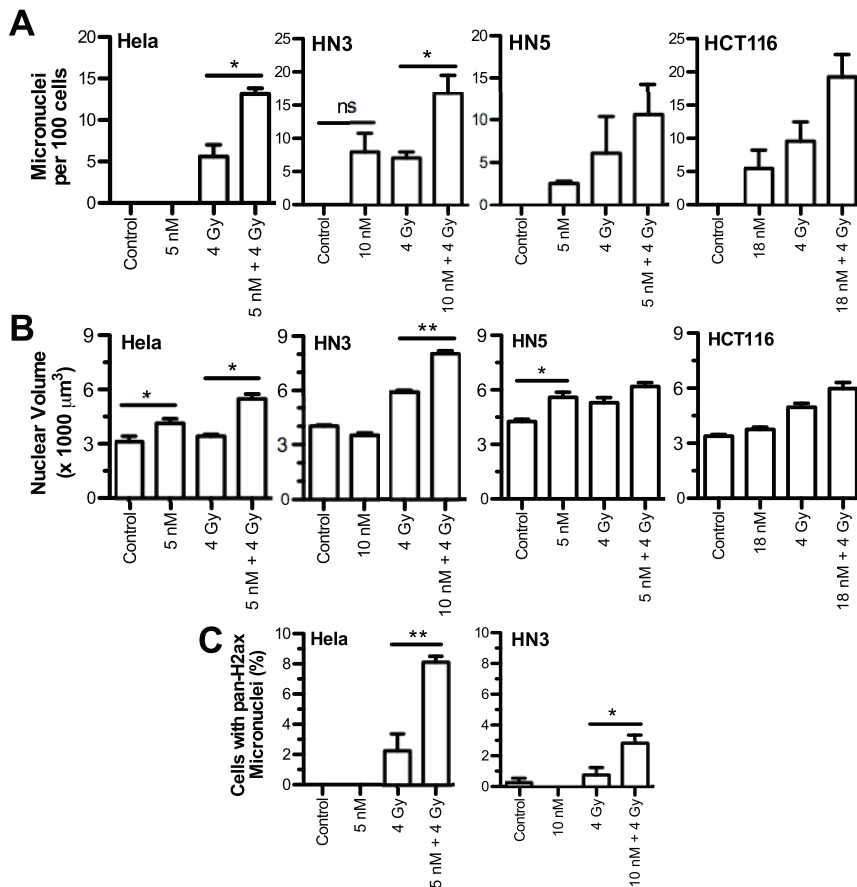 A
Hela
HN3
HN5
HCT116
Micronuclei
per 100 cells
20
15
10
5
0
*
Control
5 nM
4 Gy
5 nM + 4 Gy
25
20
15
10
5
0
ns
*
Control
10 nM
4 Gy
10 nM + 4 Gy
20
15
10
5
0
Control
5 nM
4 Gy
5 nM + 4 Gy
25
20
15
10
5
0
Control
18 nM
4 Gy
18 nM + 4 Gy
B
Hela
HN3
HN5
HCT116
Nuclear Volume
(x 1000 µm³)
9
6
3
0
*
*
Control
5 nM
4 Gy
5 nM + 4 Gy
9
6
3
0
**
Control
10 nM
4 Gy
10 nM + 4 Gy
9
6
3
0
*
Control
5 nM
4 Gy
5 nM + 4 Gy
9
6
3
0
Control
18 nM
4 Gy
18 nM + 4 Gy
C
Hela
HN3
Cells with pan-H2ax
Micronuclei (%)
10
8
6
4
2
0
**
Control
5 nM
4 Gy
5 nM + 4 Gy
10
8
6
4
2
0
*
Control
10 nM
4 Gy
10 nM + 4 Gy